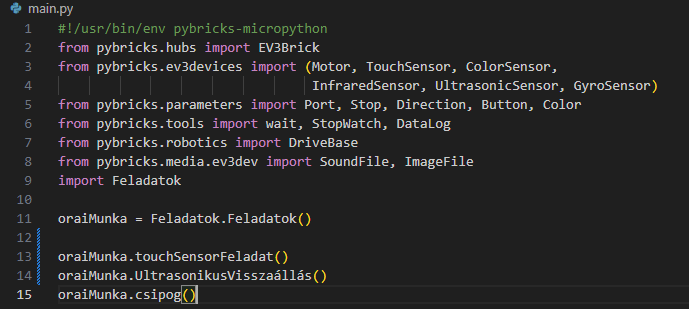 main.py
1 #!/usr/bin/env pybricks-micropython
2 from pybricks.hubs import EV3Brick
3 from pybricks.ev3devices import (Motor, TouchSensor, ColorSensor,
4 InfraredSensor, UltrasonicSensor, GyroSensor)
5 from pybricks.parameters import Port, Stop, Direction, Button, Color
6 from pybricks.tools import wait, StopWatch, DataLog
7 from pybricks.robotics import DriveBase
8 from pybricks.media.ev3dev import SoundFile, ImageFile
9 import Feladatok
10
11 oraiMunka = Feladatok.Feladatok()
12
13 oraiMunka.touchSensorFeladat()
14 oraiMunka.UltrasonikusVisszaállás()
15 oraiMunka.csipog()